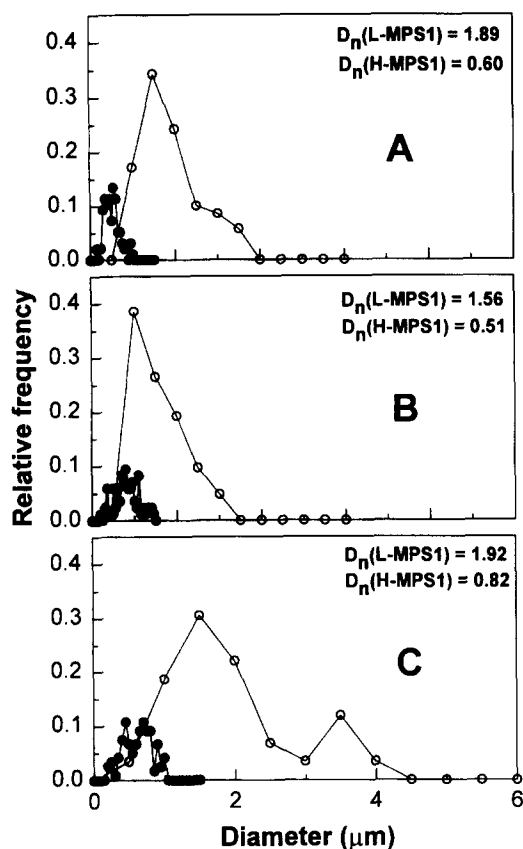 0.4
0.3
0.2
0.1
0.0
Dn(L-MPS1) = 1.89
Dn(H-MPS1) = 0.60
A
0.4
0.3
0.2
0.1
0.0
Dn(L-MPS1) = 1.56
Dn(H-MPS1) = 0.51
B
0.4
0.3
0.2
0.1
0.0
Dn(L-MPS1) = 1.92
Dn(H-MPS1) = 0.82
C
Relative frequency
0 2 4 6
Diameter (μm)